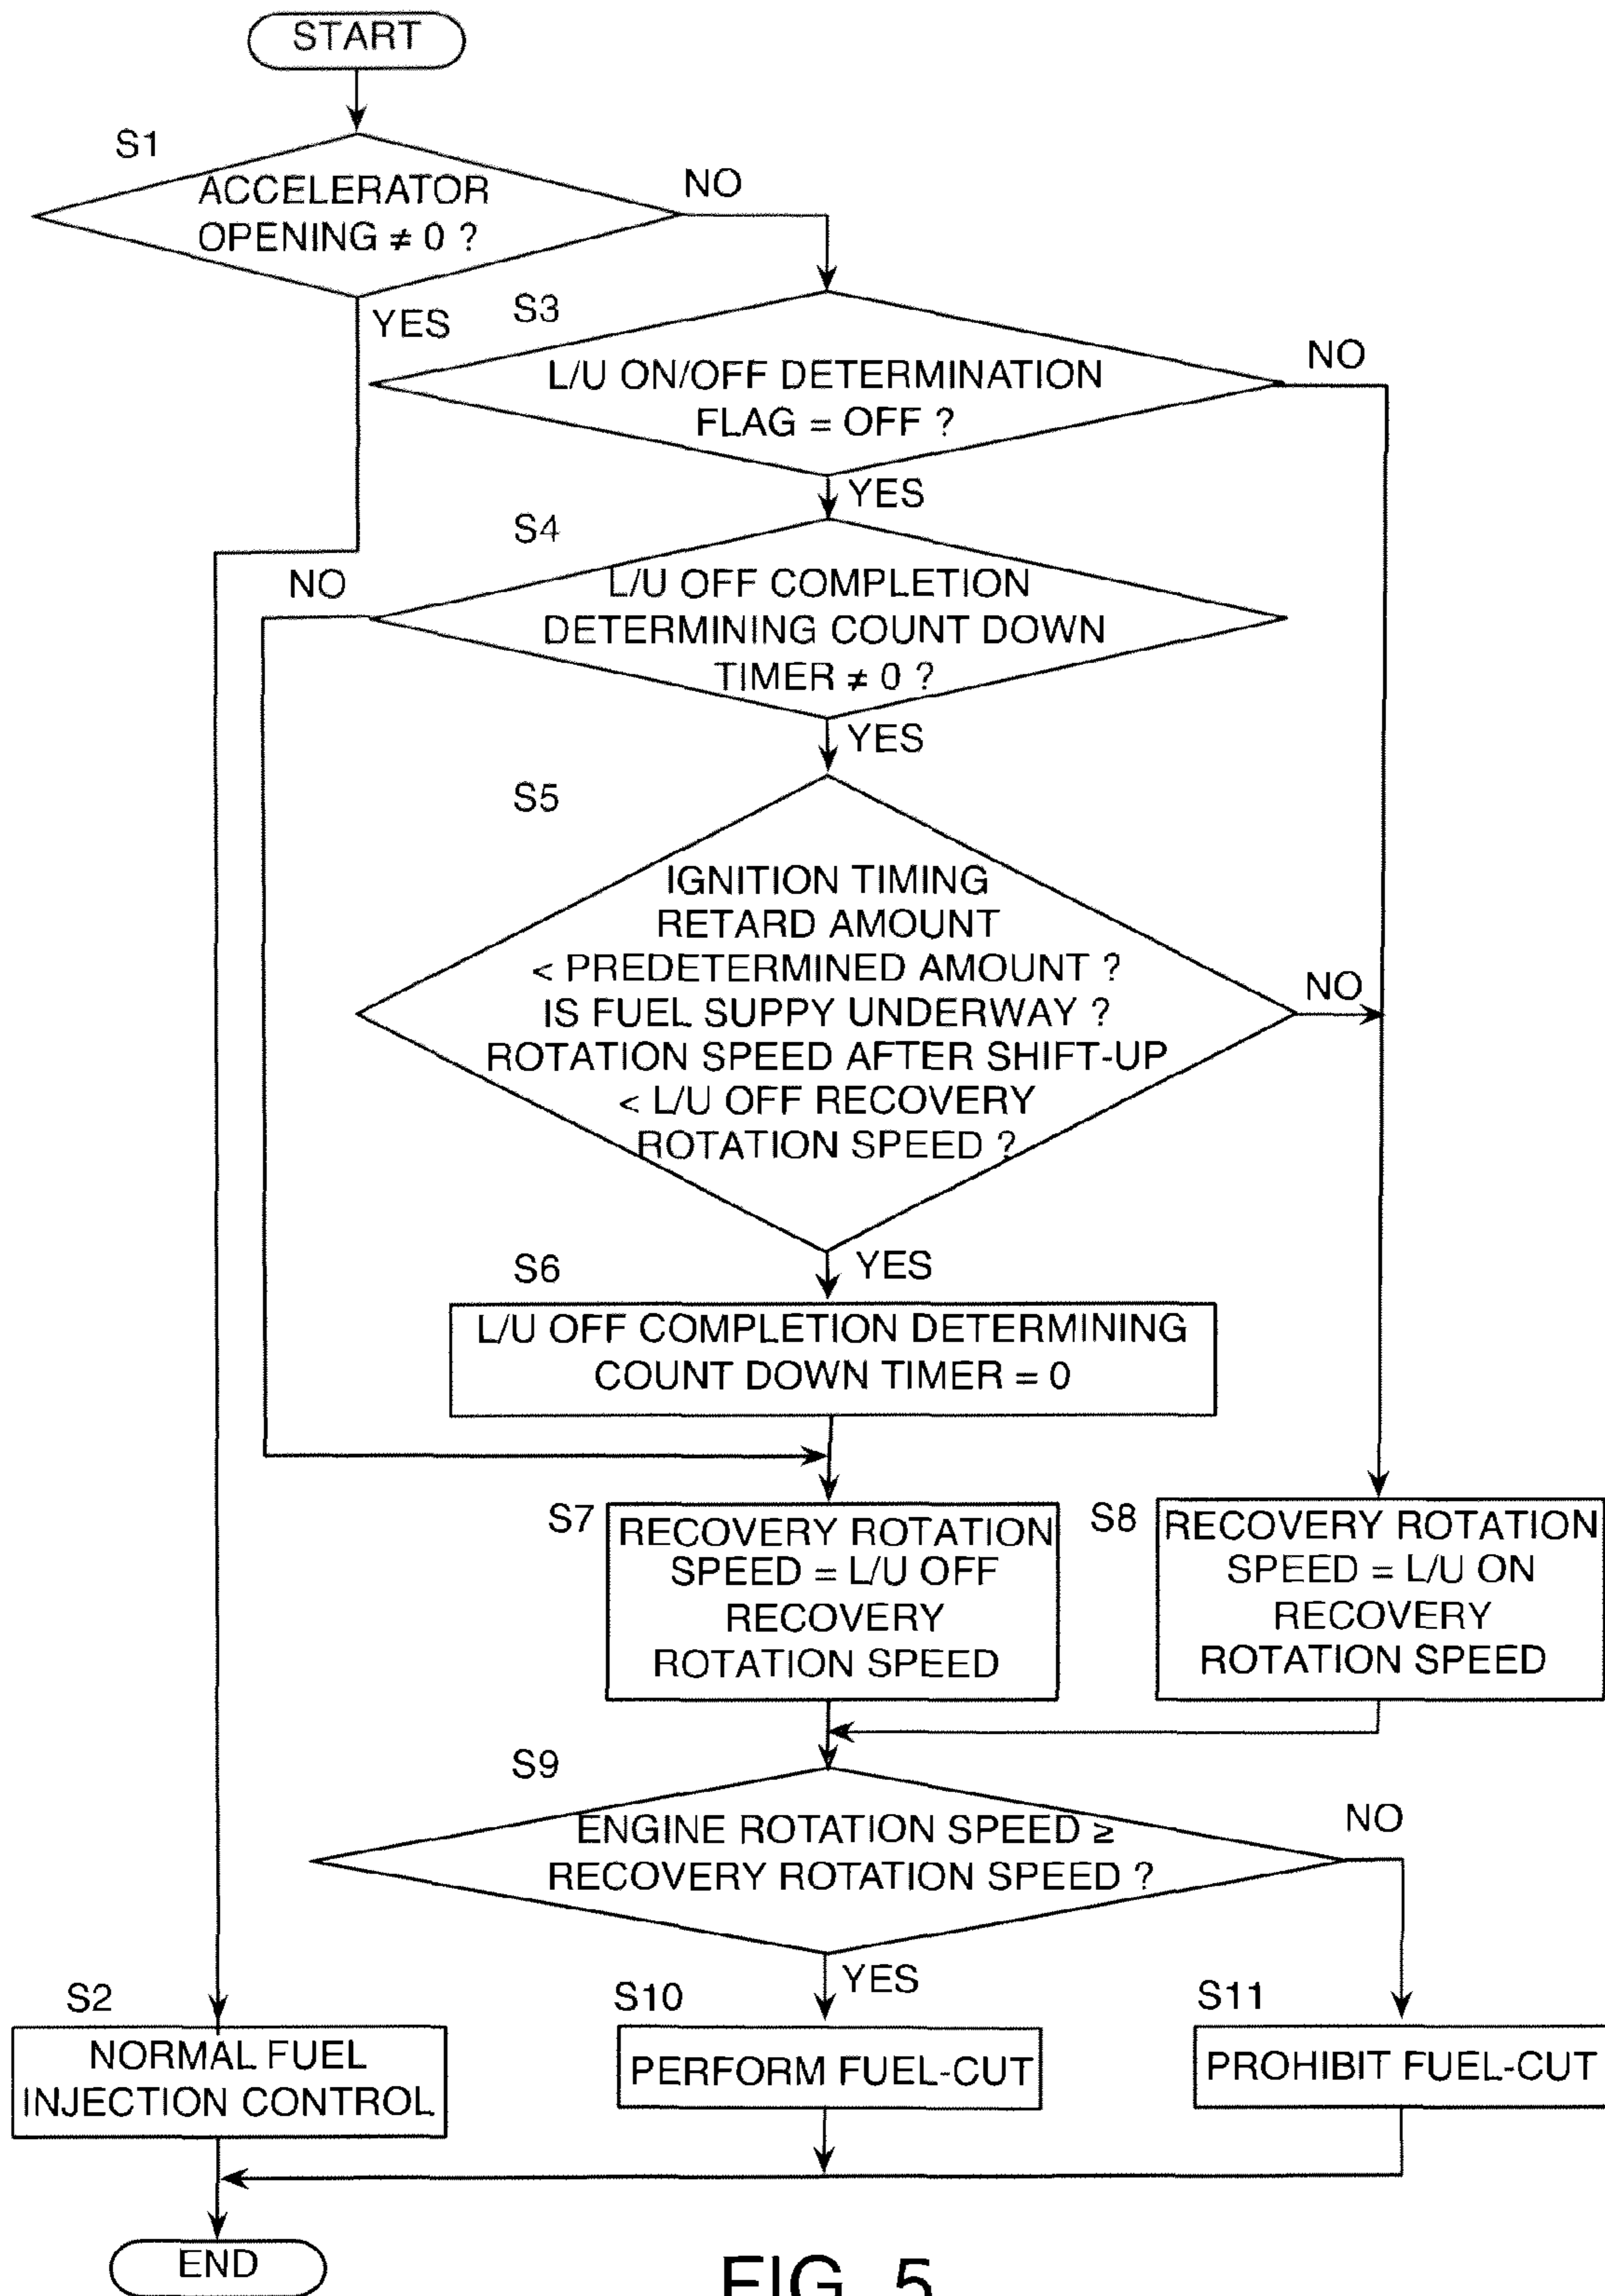 START
S1
ACCELERATOR
OPENING ≠ 0 ?
NO
YES
S3
L/U ON/OFF DETERMINATION
FLAG = OFF ?
NO
YES
S4
NO
L/U OFF COMPLETION
DETERMINING COUNT DOWN
TIMER ≠ 0 ?
YES
S5
IGNITION TIMING
RETARD AMOUNT
< PREDETERMINED AMOUNT ?
IS FUEL SUPPY UNDERWAY ?
ROTATION SPEED AFTER SHIFT-UP
< L/U OFF RECOVERY
ROTATION SPEED ?
NO
YES
S6
L/U OFF COMPLETION DETERMINING
COUNT DOWN TIMER = 0
S7
RECOVERY ROTATION
SPEED = L/U OFF
RECOVERY
ROTATION SPEED
S8
RECOVERY ROTATION
SPEED = L/U ON
RECOVERY
ROTATION SPEED
S9
ENGINE ROTATION SPEED ≥
RECOVERY ROTATION SPEED ?
NO
YES
S2
NORMAL FUEL
INJECTION CONTROL
S10
PERFORM FUEL-CUT
S11
PROHIBIT FUEL-CUT
END
FIG. 5